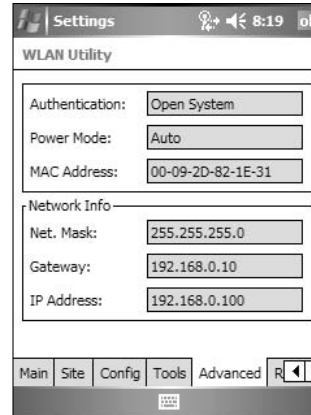 Settings 8:19 o
WLAN Utility
Authentication: Open System
Power Mode: Auto
MAC Address: 00-09-2D-82-1E-31
Network Info
Net. Mask: 255.255.255.0
Gateway: 192.168.0.10
IP Address: 192.168.0.100
Main Site Config Tools Advanced R